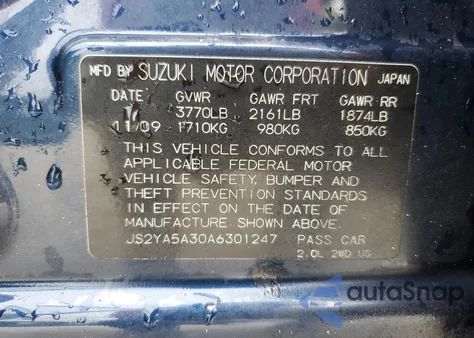 MFD BY SUZUKI MOTOR CORPORATION JAPAN
DATE GVWR GAWR FRT GAWR RR
3770LB 2161LB 1874LB
11/09 1710KG 980KG 850KG
THIS VEHICLE CONFORMS TO ALL
APPLICABLE FEDERAL MOTOR
VEHICLE SAFETY, BUMPER AND
THEFT PREVENTION STANDARDS
IN EFFECT ON THE DATE OF
MANUFACTURE SHOWN ABOVE.
JS2YA5A30A6301247 PASS CAR
2.0L 2WD US
autoSnap